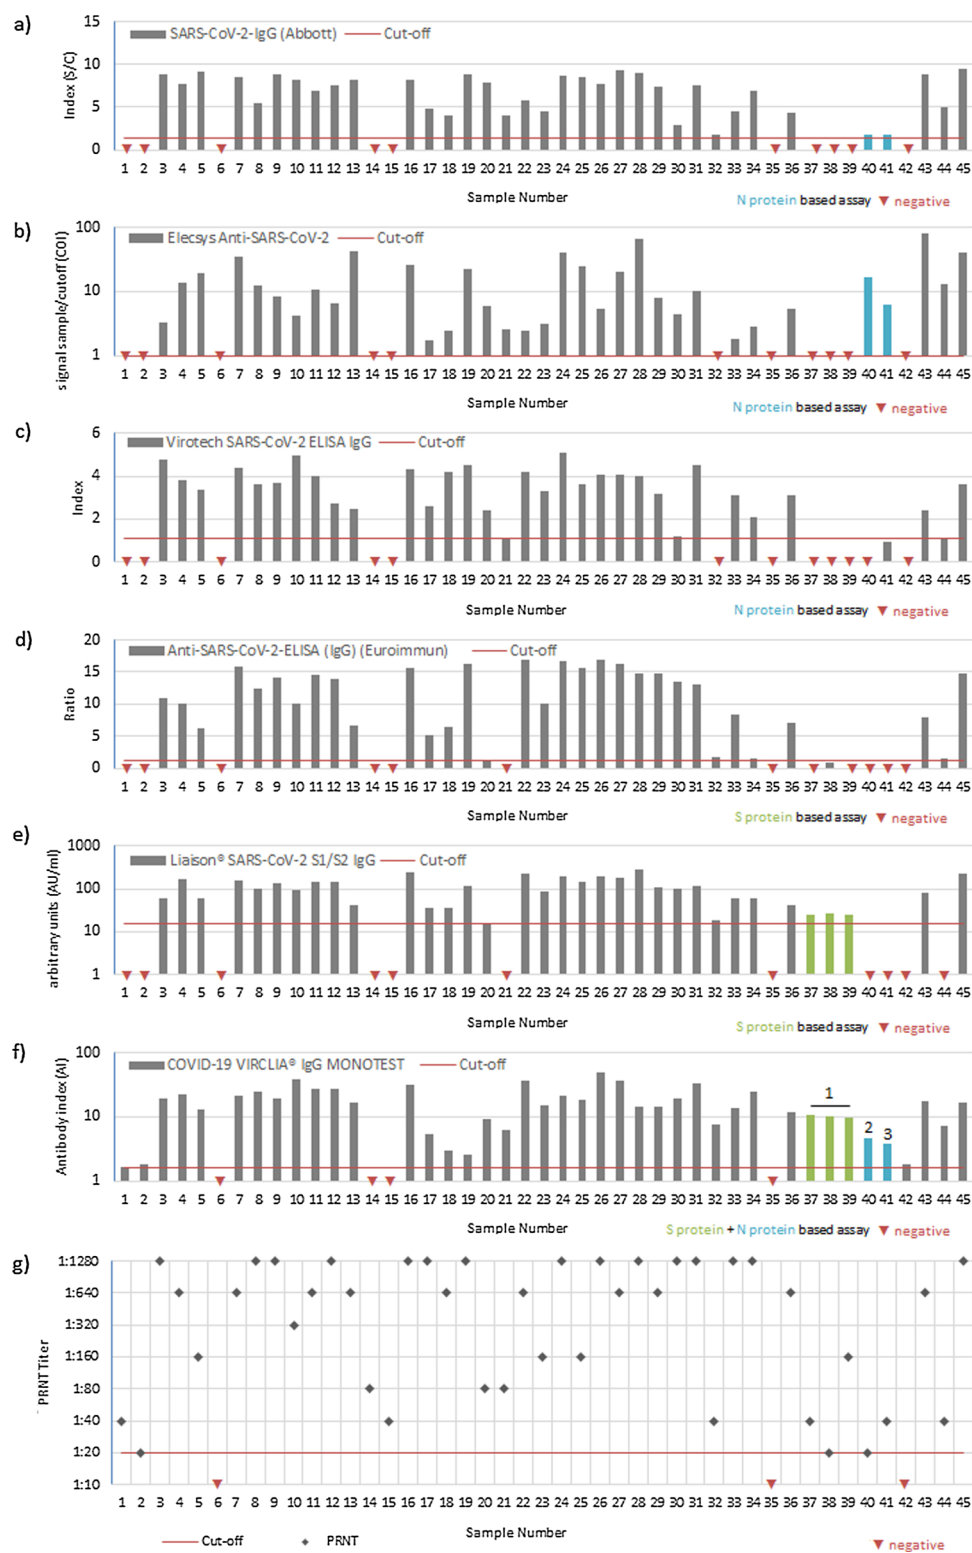 a)
SARS-CoV-2-IgG (Abbott) Cut-off
Index (S/C)
15
10
5
0
1 2 3 4 5 6 7 8 9 10 11 12 13 14 15 16 17 18 19 20 21 22 23 24 25 26 27 28 29 30 31 32 33 34 35 36 37 38 39 40 41 42 43 44 45
Sample Number
N protein based assay negative
b)
Elecsys Anti-SARS-CoV-2 Cut-off
signal sample/cutoff (COI)
100
10
1
1 2 3 4 5 6 7 8 9 10 11 12 13 14 15 16 17 18 19 20 21 22 23 24 25 26 27 28 29 30 31 32 33 34 35 36 37 38 39 40 41 42 43 44 45
Sample Number
N protein based assay negative
c)
Virotech SARS-CoV-2 ELISA IgG Cut-off
Index
6
4
2
0
1 2 3 4 5 6 7 8 9 10 11 12 13 14 15 16 17 18 19 20 21 22 23 24 25 26 27 28 29 30 31 32 33 34 35 36 37 38 39 40 41 42 43 44 45
Sample Number
N protein based assay negative
d)
Anti-SARS-CoV-2-ELISA (IgG) (Euroimmun) Cut-off
Ratio
20
15
10
5
0
1 2 3 4 5 6 7 8 9 10 11 12 13 14 15 16 17 18 19 20 21 22 23 24 25 26 27 28 29 30 31 32 33 34 35 36 37 38 39 40 41 42 43 44 45
Sample Number
S protein based assay negative
e)
Liaison® SARS-CoV-2 S1/S2 IgG Cut-off
arbitrary units (AU/ml)
1000
100
10
1
1 2 3 4 5 6 7 8 9 10 11 12 13 14 15 16 17 18 19 20 21 22 23 24 25 26 27 28 29 30 31 32 33 34 35 36 37 38 39 40 41 42 43 44 45
Sample Number
S protein based assay negative
f)
COVID-19 VIRCLIA® IgG MONOTEST Cut-off
Antibody index (AI)
100
10
1
1
2 3
1 2 3 4 5 6 7 8 9 10 11 12 13 14 15 16 17 18 19 20 21 22 23 24 25 26 27 28 29 30 31 32 33 34 35 36 37 38 39 40 41 42 43 44 45
Sample Number
S protein + N protein based assay negative
g)
PRNT Titer
1:1280
1:640
1:320
1:160
1:80
1:40
1:20
1:10
1 2 3 4 5 6 7 8 9 10 11 12 13 14 15 16 17 18 19 20 21 22 23 24 25 26 27 28 29 30 31 32 33 34 35 36 37 38 39 40 41 42 43 44 45
Sample Number
Cut-off PRNT negative